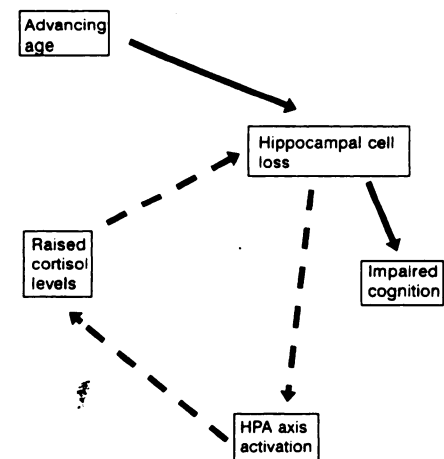 Advancing
age
Hippocampal cell
loss
Raised
cortisol
levels
Impaired
cognition
HPA axis
activation